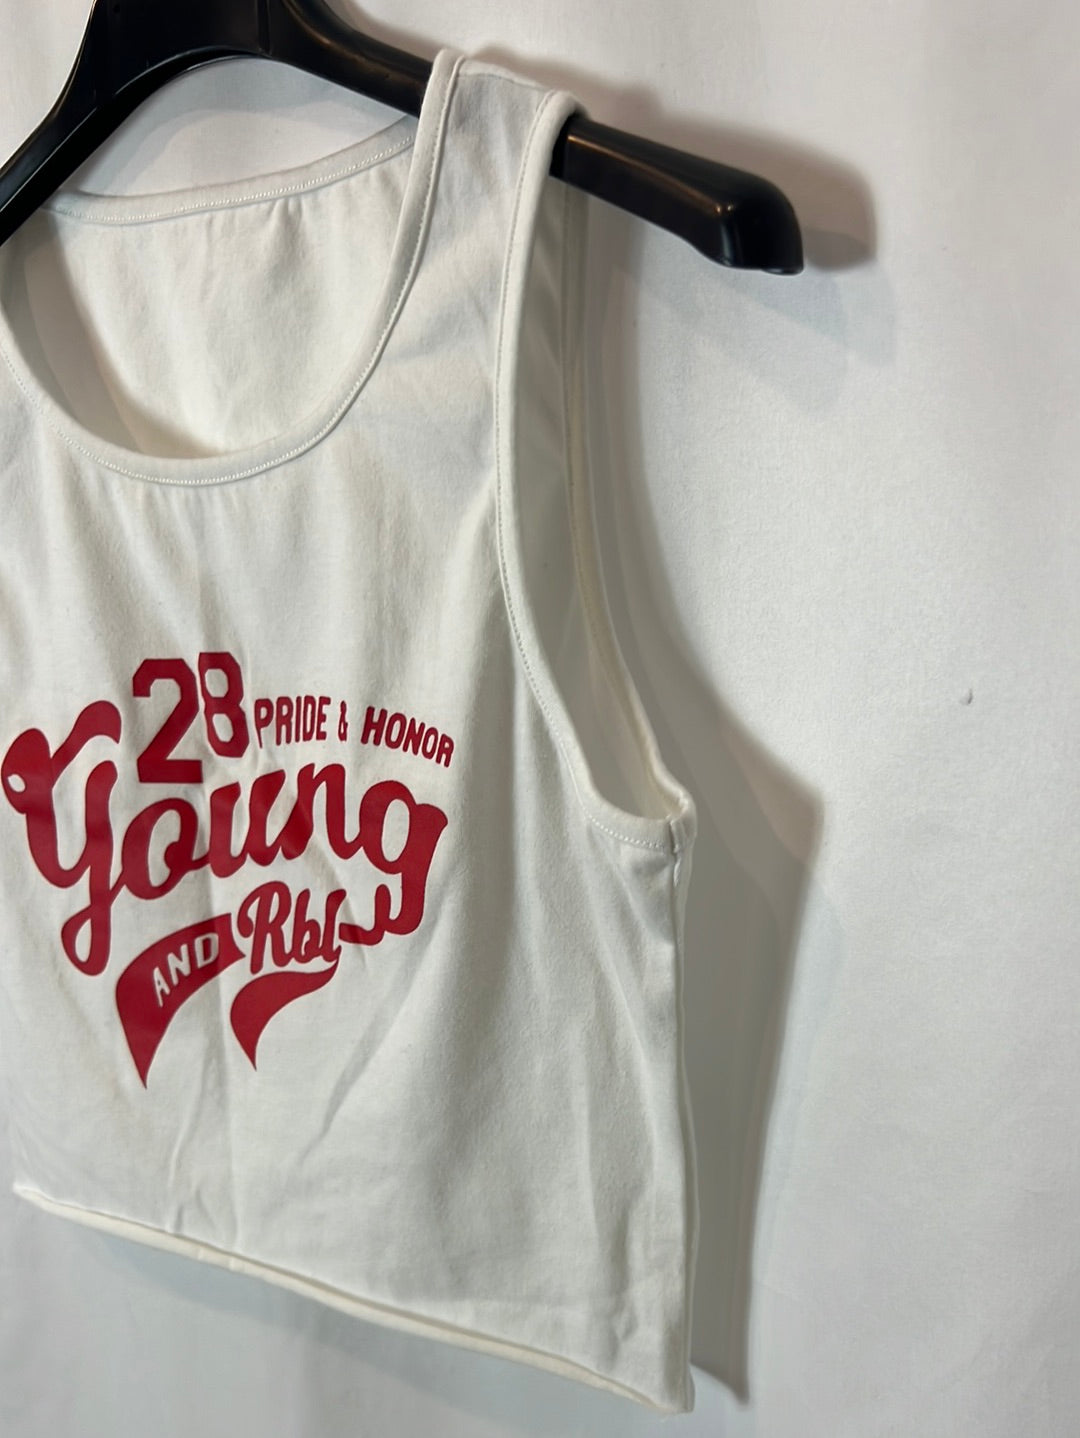 28 PRIDE & HONOR
Young
AND Rbl